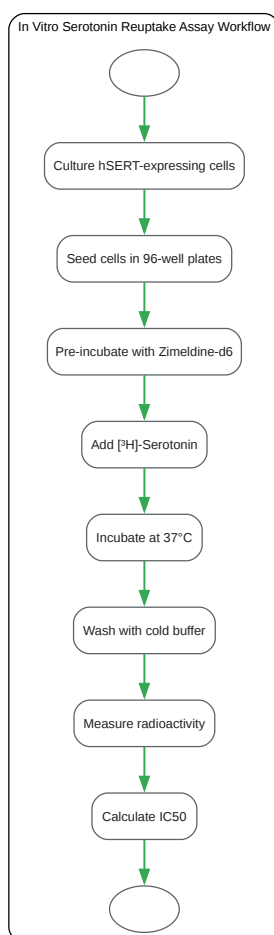 In Vitro Serotonin Reuptake Assay Workflow
Culture hSERT-expressing cells
Seed cells in 96-well plates
Pre-incubate with Zimeldine-d6
Add [³H]-Serotonin
Incubate at 37°C
Wash with cold buffer
Measure radioactivity
Calculate IC50